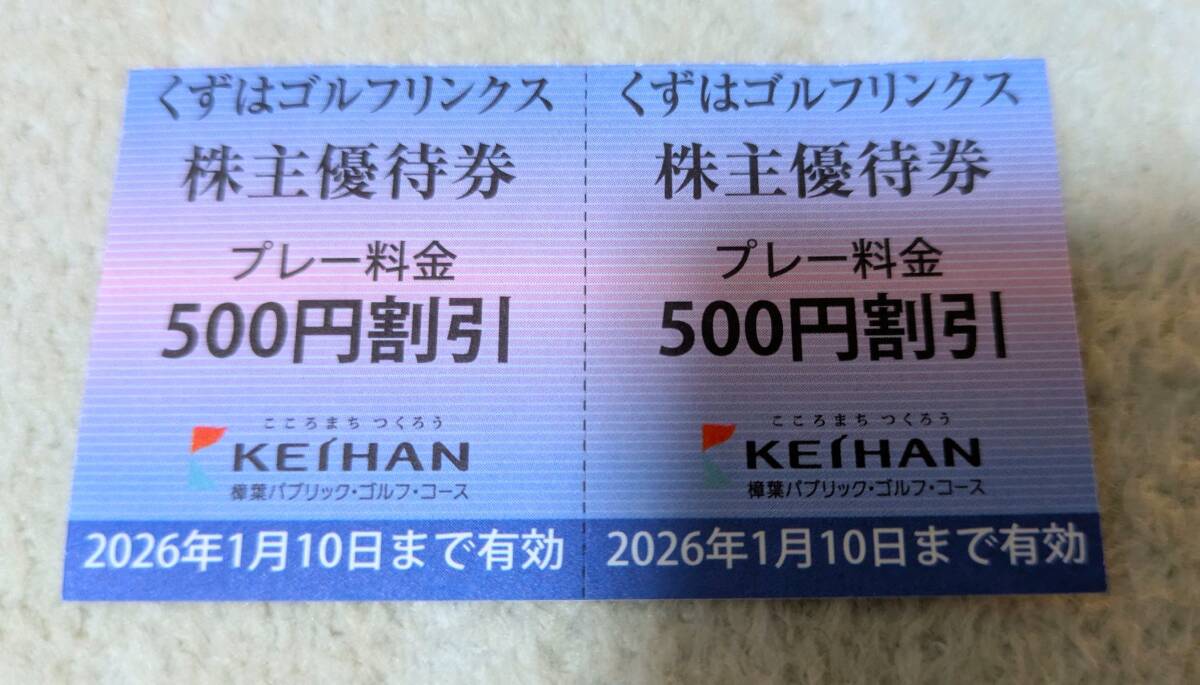 くずはゴルフリンクス
株主優待券
プレー料金
500円割引
こころまち つくろう
KEIHAN
樟葉パブリック・ゴルフ・コース
2026年1月10日まで有効
くずはゴルフリンクス
株主優待券
プレー料金
500円割引
こころまち つくろう
KEIHAN
樟葉パブリック・ゴルフ・コース
2026年1月10日まで有効